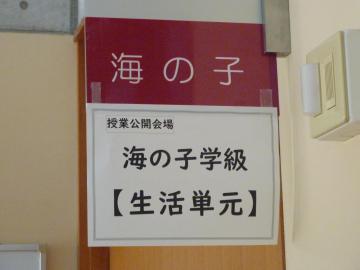 海の子
授業公開会場
海の子学級
【生活単元】